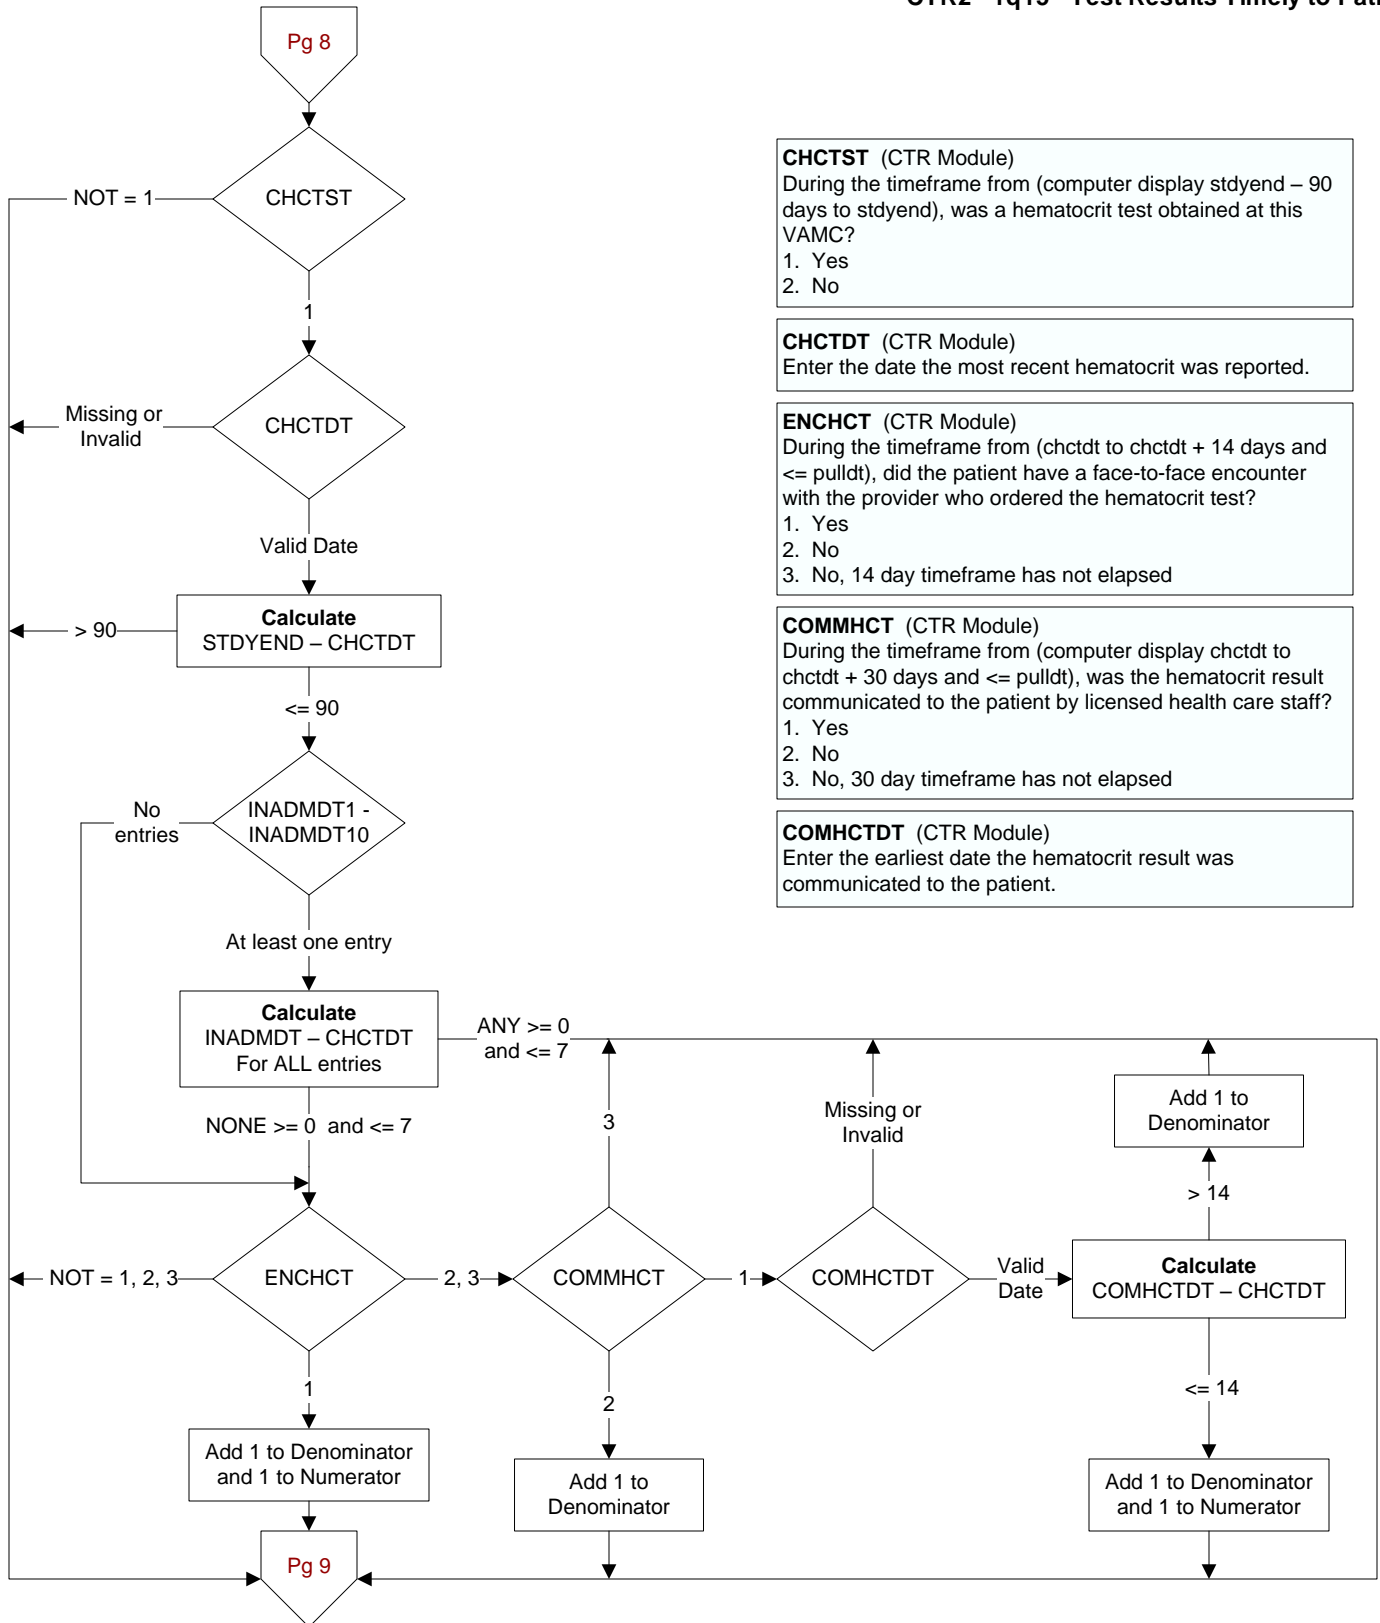 CTR2 - 1q15 - Test Results Timely to Pati
Pg 8
CHCTST
NOT = 1
1
CHCTDT
Missing or
Invalid
Valid Date
Calculate
STDYEND – CHCTDT
> 90
<= 90
INADMDT1 -
INADMDT10
No
entries
At least one entry
Calculate
INADMDT – CHCTDT
For ALL entries
ANY >= 0
and <= 7
NONE >= 0 and <= 7
ENCHCT
NOT = 1, 2, 3
2, 3
1
Add 1 to Denominator
and 1 to Numerator
Pg 9
COMMHCT
3
2
Add 1 to
Denominator
1
COMHCTDT
Missing or
Invalid
Valid
Date
Calculate
COMHCTDT – CHCTDT
> 14
Add 1 to
Denominator
<= 14
Add 1 to Denominator
and 1 to Numerator
CHCTST (CTR Module)
During the timeframe from (computer display stdyend – 90
days to stdyend), was a hematocrit test obtained at this
VAMC?
1. Yes
2. No
CHCTDT (CTR Module)
Enter the date the most recent hematocrit was reported.
ENCHCT (CTR Module)
During the timeframe from (chctdt to chctdt + 14 days and
<= pulldt), did the patient have a face-to-face encounter
with the provider who ordered the hematocrit test?
1. Yes
2. No
3. No, 14 day timeframe has not elapsed
COMMHCT (CTR Module)
During the timeframe from (computer display chctdt to
chctdt + 30 days and <= pulldt), was the hematocrit result
communicated to the patient by licensed health care staff?
1. Yes
2. No
3. No, 30 day timeframe has not elapsed
COMHCTDT (CTR Module)
Enter the earliest date the hematocrit result was
communicated to the patient.